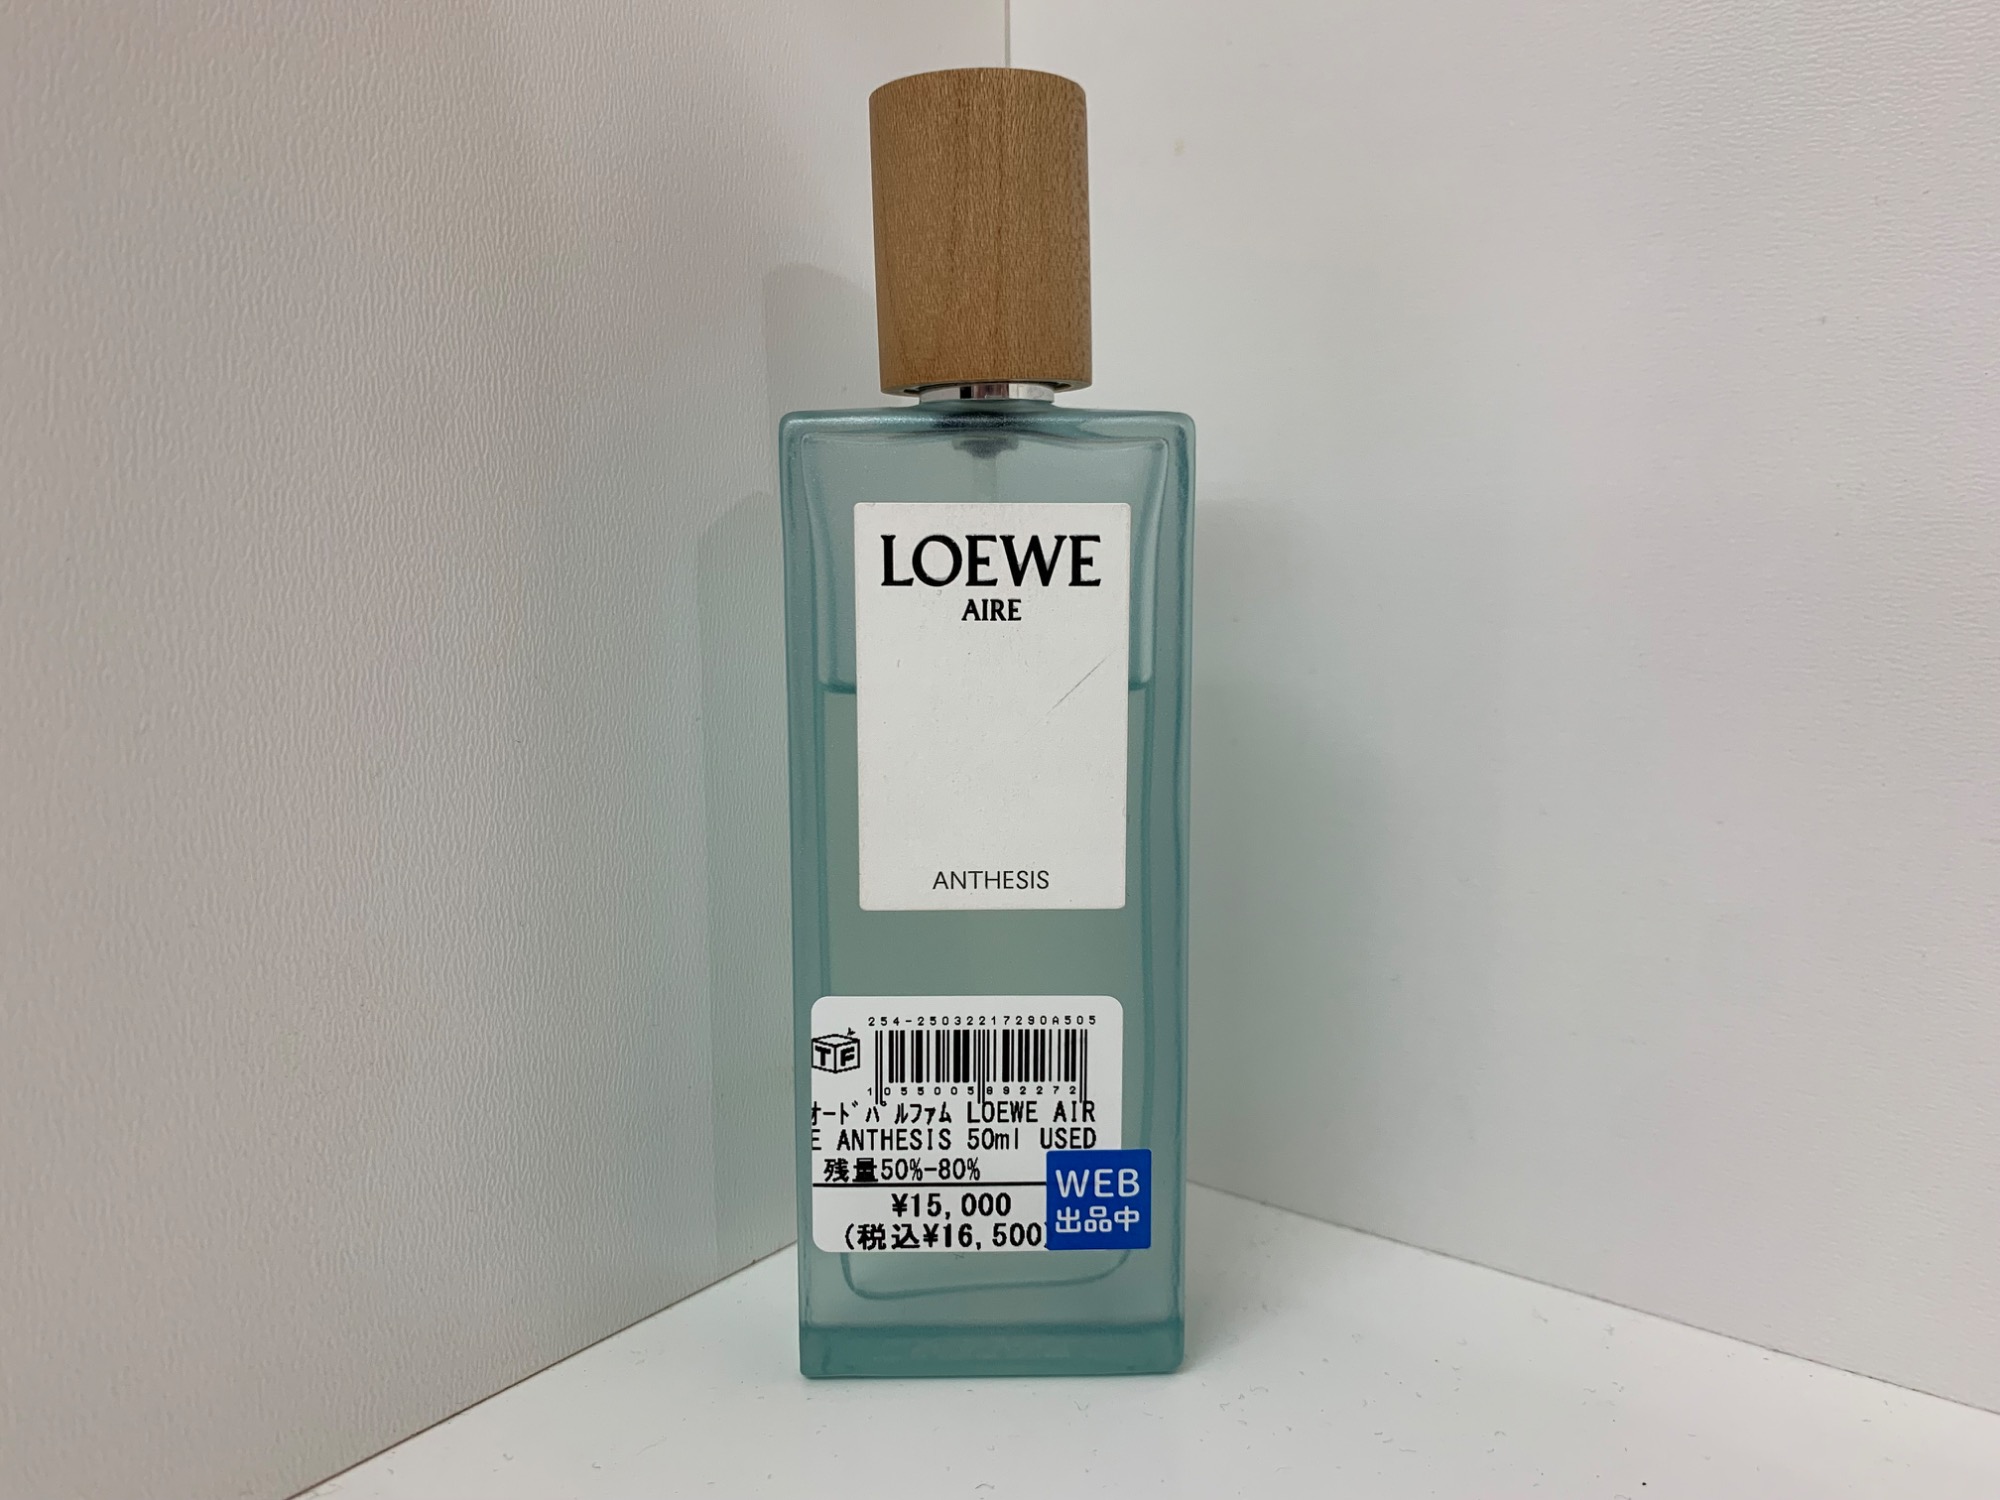 LOEWE
AIRE
ANTHESIS
254-25032217290A505
TF
1055005892272
オードパルファム LOEWE AIR
E ANTHESIS 50ml USED
残量50%-80%
¥15,000
(税込¥16,500)
WEB
出品中